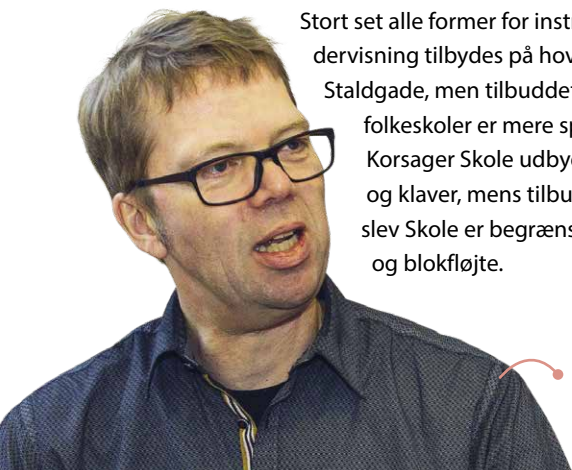 Stort set alle former for instr
dervisning tilbydes på hov
Staldgade, men tilbuddet
folkeskoler er mere sp
Korsager Skole udbyd
og klaver, mens tilbu
slev Skole er begræns
og blokfløjte.